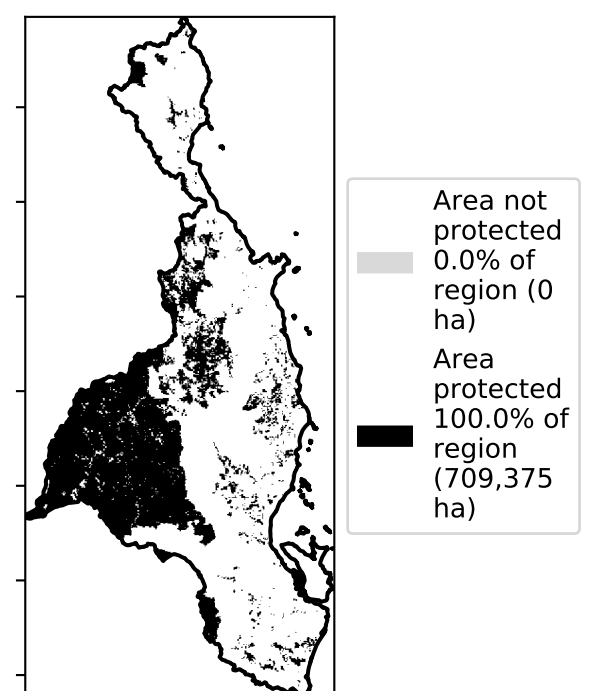 Area not
protected
0.0% of
region (0
ha)
Area
protected
100.0% of
region
(709,375
ha)